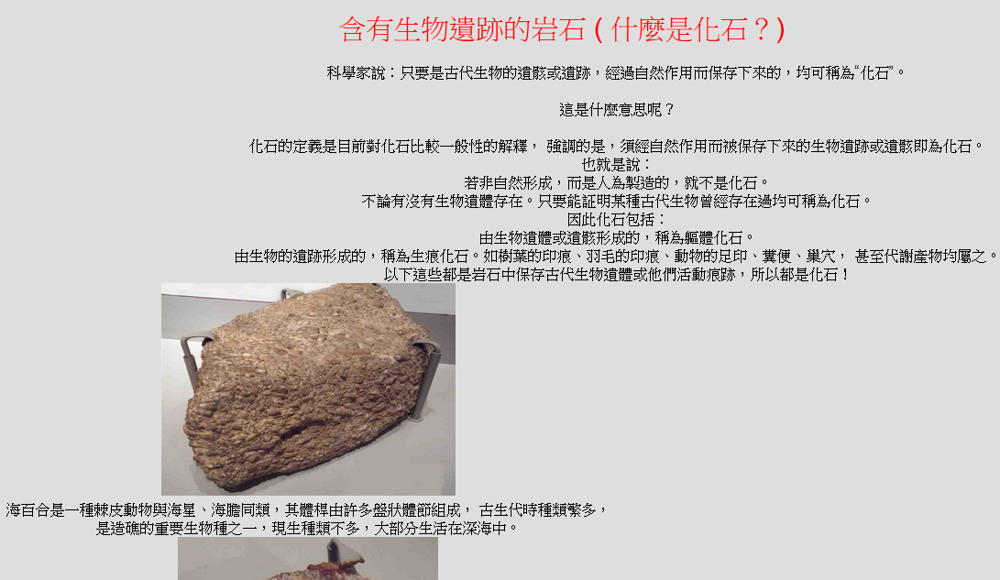 含有生物遺跡的岩石 ( 什麼是化石？)
科學家說：只要是古代生物的遺骸或遺跡，經過自然作用而保存下來的，均可稱為“化石”。
這是什麼意思呢？
化石的定義是目前對化石比較一般性的解釋， 強調的是，須經自然作用而被保存下來的生物遺跡或遺骸即為化石。
也就是說：
若非自然形成，而是人為製造的，就不是化石。
不論有沒有生物遺體存在。只要能証明某種古代生物曾經存在過均可稱為化石。
因此化石包括：
由生物遺體或遺骸形成的，稱為軀體化石。
由生物的遺跡形成的，稱為生痕化石。如樹葉的印痕、羽毛的印痕、動物的足印、糞便、巢穴， 甚至代謝產物均屬之。
以下這些都是岩石中保存古代生物遺體或他們活動痕跡，所以都是化石！
海百合是一種棘皮動物與海星、海膽同類，其體桿由許多盤狀體節組成， 古生代時種類繁多，
是造礁的重要生物種之一，現生種類不多，大部分生活在深海中。